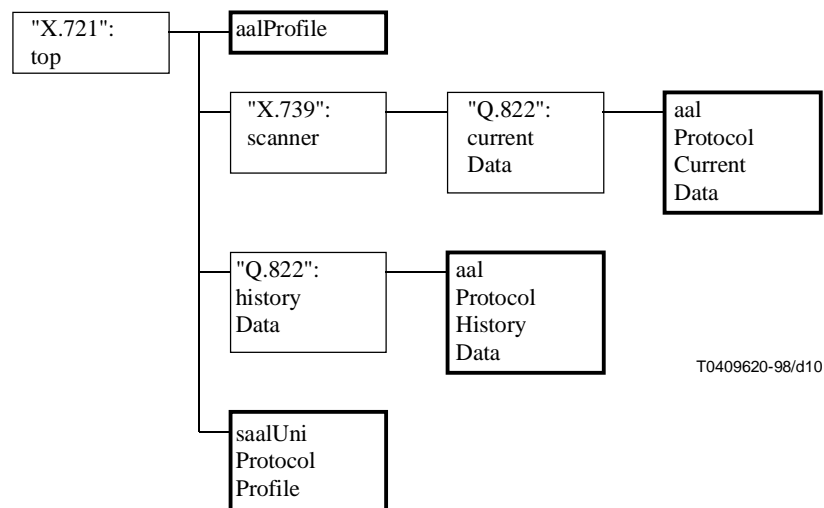 "X.721":
top
aalProfile
"X.739":
scanner
"Q.822":
current
Data
aal
Protocol
Current
Data
"Q.822":
history
Data
aal
Protocol
History
Data
T0409620-98/d10
saalUni
Protocol
Profile